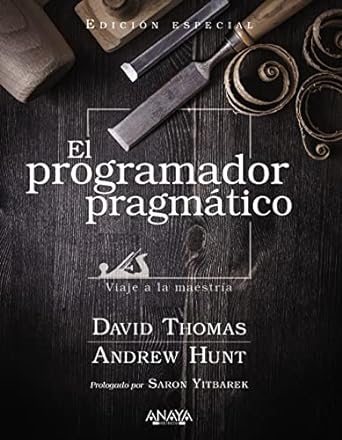 EDICIÓN ESPECIAL
El
programador
pragmático
Viaje a la maestría
DAVID THOMAS
ANDREW HUNT
Prologado por SARON YITBAREK
ANAYA